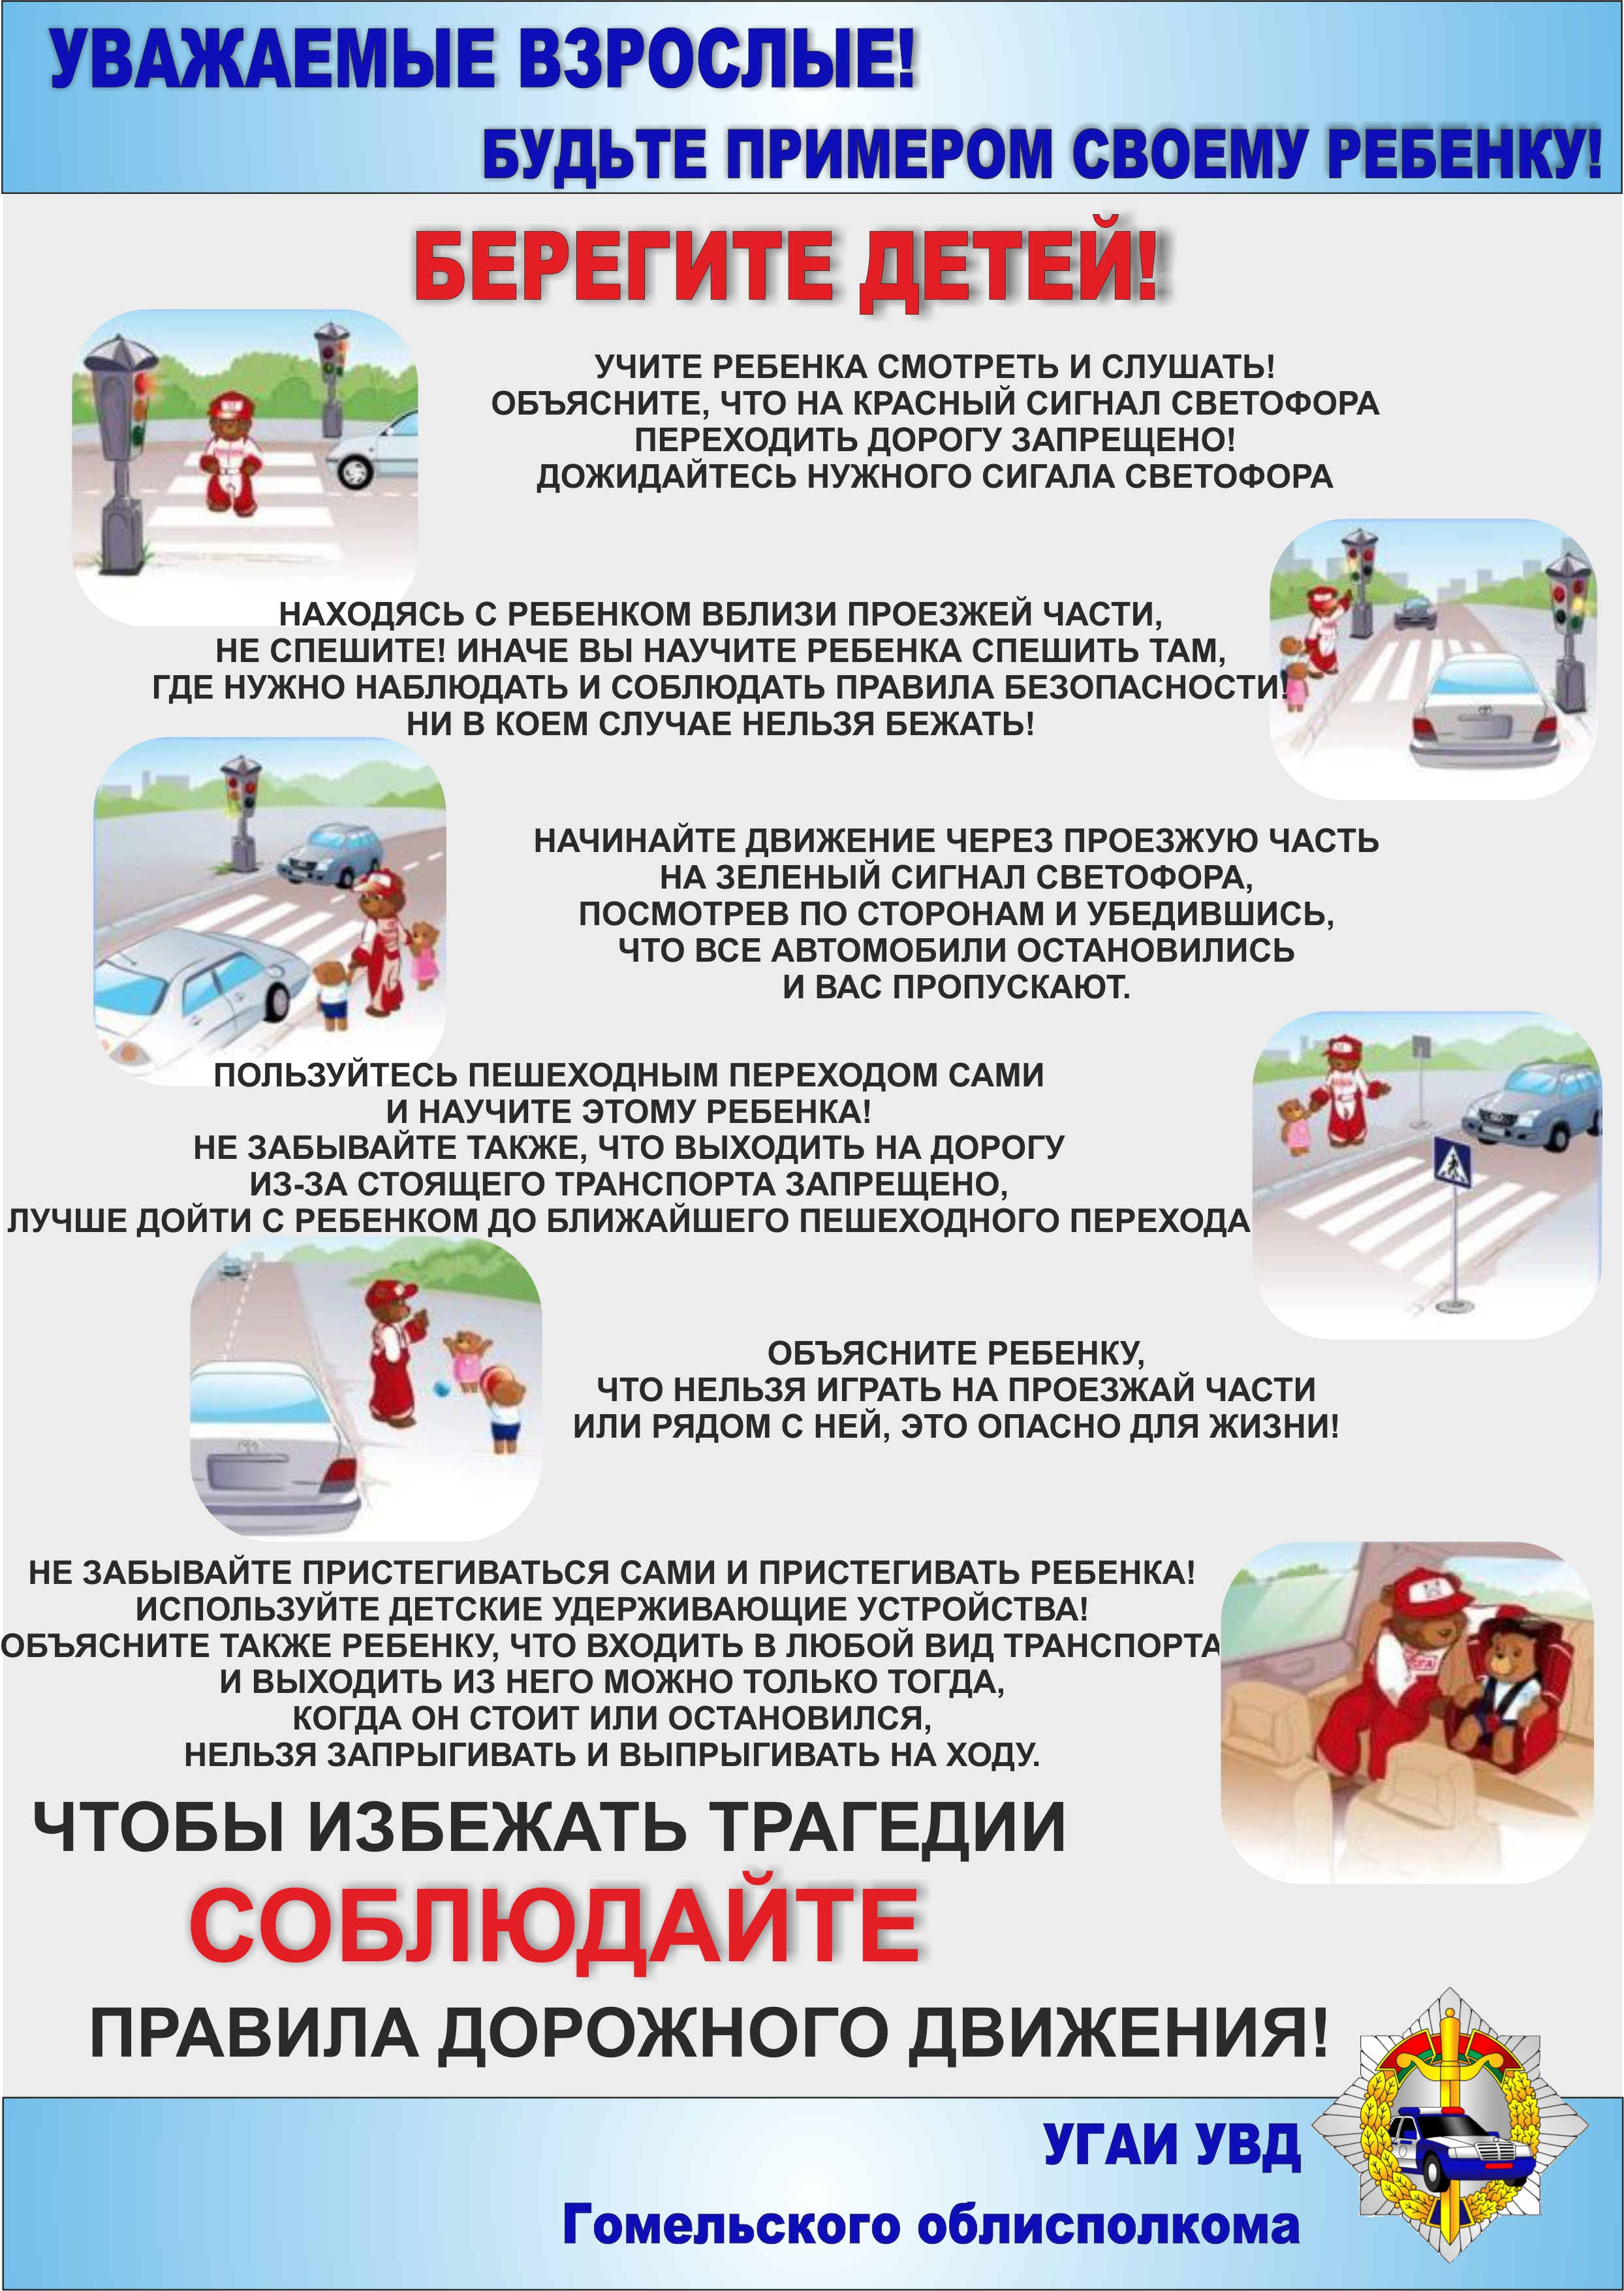 УВАЖАЕМЫЕ ВЗРОСЛЫЕ!
БУДЬТЕ ПРИМЕРОМ СВОЕМУ РЕБЕНКУ!
БЕРЕГИТЕ ДЕТЕЙ!
УЧИТЕ РЕБЕНКА СМОТРЕТЬ И СЛУШАТЬ!
ОБЪЯСНИТЕ, ЧТО НА КРАСНЫЙ СИГНАЛ СВЕТОФОРА
ПЕРЕХОДИТЬ ДОРОГУ ЗАПРЕЩЕНО!
ДОЖИДАЙТЕСЬ НУЖНОГО СИГАЛА СВЕТОФОРА
НАХОДЯСЬ С РЕБЕНКОМ ВБЛИЗИ ПРОЕЗЖЕЙ ЧАСТИ,
НЕ СПЕШИТЕ! ИНАЧЕ ВЫ НАУЧИТЕ РЕБЕНКА СПЕШИТЬ ТАМ,
ГДЕ НУЖНО НАБЛЮДАТЬ И СОБЛЮДАТЬ ПРАВИЛА БЕЗОПАСНОСТИ!
НИ В КОЕМ СЛУЧАЕ НЕЛЬЗЯ БЕЖАТЬ!
НАЧИНАЙТЕ ДВИЖЕНИЕ ЧЕРЕЗ ПРОЕЗЖУЮ ЧАСТЬ
НА ЗЕЛЕНЫЙ СИГНАЛ СВЕТОФОРА,
ПОСМОТРЕВ ПО СТОРОНАМ И УБЕДИВШИСЬ,
ЧТО ВСЕ АВТОМОБИЛИ ОСТАНОВИЛИСЬ
И ВАС ПРОПУСКАЮТ.
ПОЛЬЗУЙТЕСЬ ПЕШЕХОДНЫМ ПЕРЕХОДОМ САМИ
И НАУЧИТЕ ЭТОМУ РЕБЕНКА!
НЕ ЗАБЫВАЙТЕ ТАКЖЕ, ЧТО ВЫХОДИТЬ НА ДОРОГУ
ИЗ-ЗА СТОЯЩЕГО ТРАНСПОРТА ЗАПРЕЩЕНО,
ЛУЧШЕ ДОЙТИ С РЕБЕНКОМ ДО БЛИЖАЙШЕГО ПЕШЕХОДНОГО ПЕРЕХОДА
ОБЪЯСНИТЕ РЕБЕНКУ,
ЧТО НЕЛЬЗЯ ИГРАТЬ НА ПРОЕЗЖАЙ ЧАСТИ
ИЛИ РЯДОМ С НЕЙ, ЭТО ОПАСНО ДЛЯ ЖИЗНИ!
НЕ ЗАБЫВАЙТЕ ПРИСТЕГИВАТЬСЯ САМИ И ПРИСТЕГИВАТЬ РЕБЕНКА!
ИСПОЛЬЗУЙТЕ ДЕТСКИЕ УДЕРЖИВАЮЩИЕ УСТРОЙСТВА!
ОБЪЯСНИТЕ ТАКЖЕ РЕБЕНКУ, ЧТО ВХОДИТЬ В ЛЮБОЙ ВИД ТРАНСПОРТА
И ВЫХОДИТЬ ИЗ НЕГО МОЖНО ТОЛЬКО ТОГДА,
КОГДА ОН СТОИТ ИЛИ ОСТАНОВИЛСЯ,
НЕЛЬЗЯ ЗАПРЫГИВАТЬ И ВЫПРЫГИВАТЬ НА ХОДУ.
ЧТОБЫ ИЗБЕЖАТЬ ТРАГЕДИИ
СОБЛЮДАЙТЕ
ПРАВИЛА ДОРОЖНОГО ДВИЖЕНИЯ!
УГАИ УВД
Гомельского облисполкома